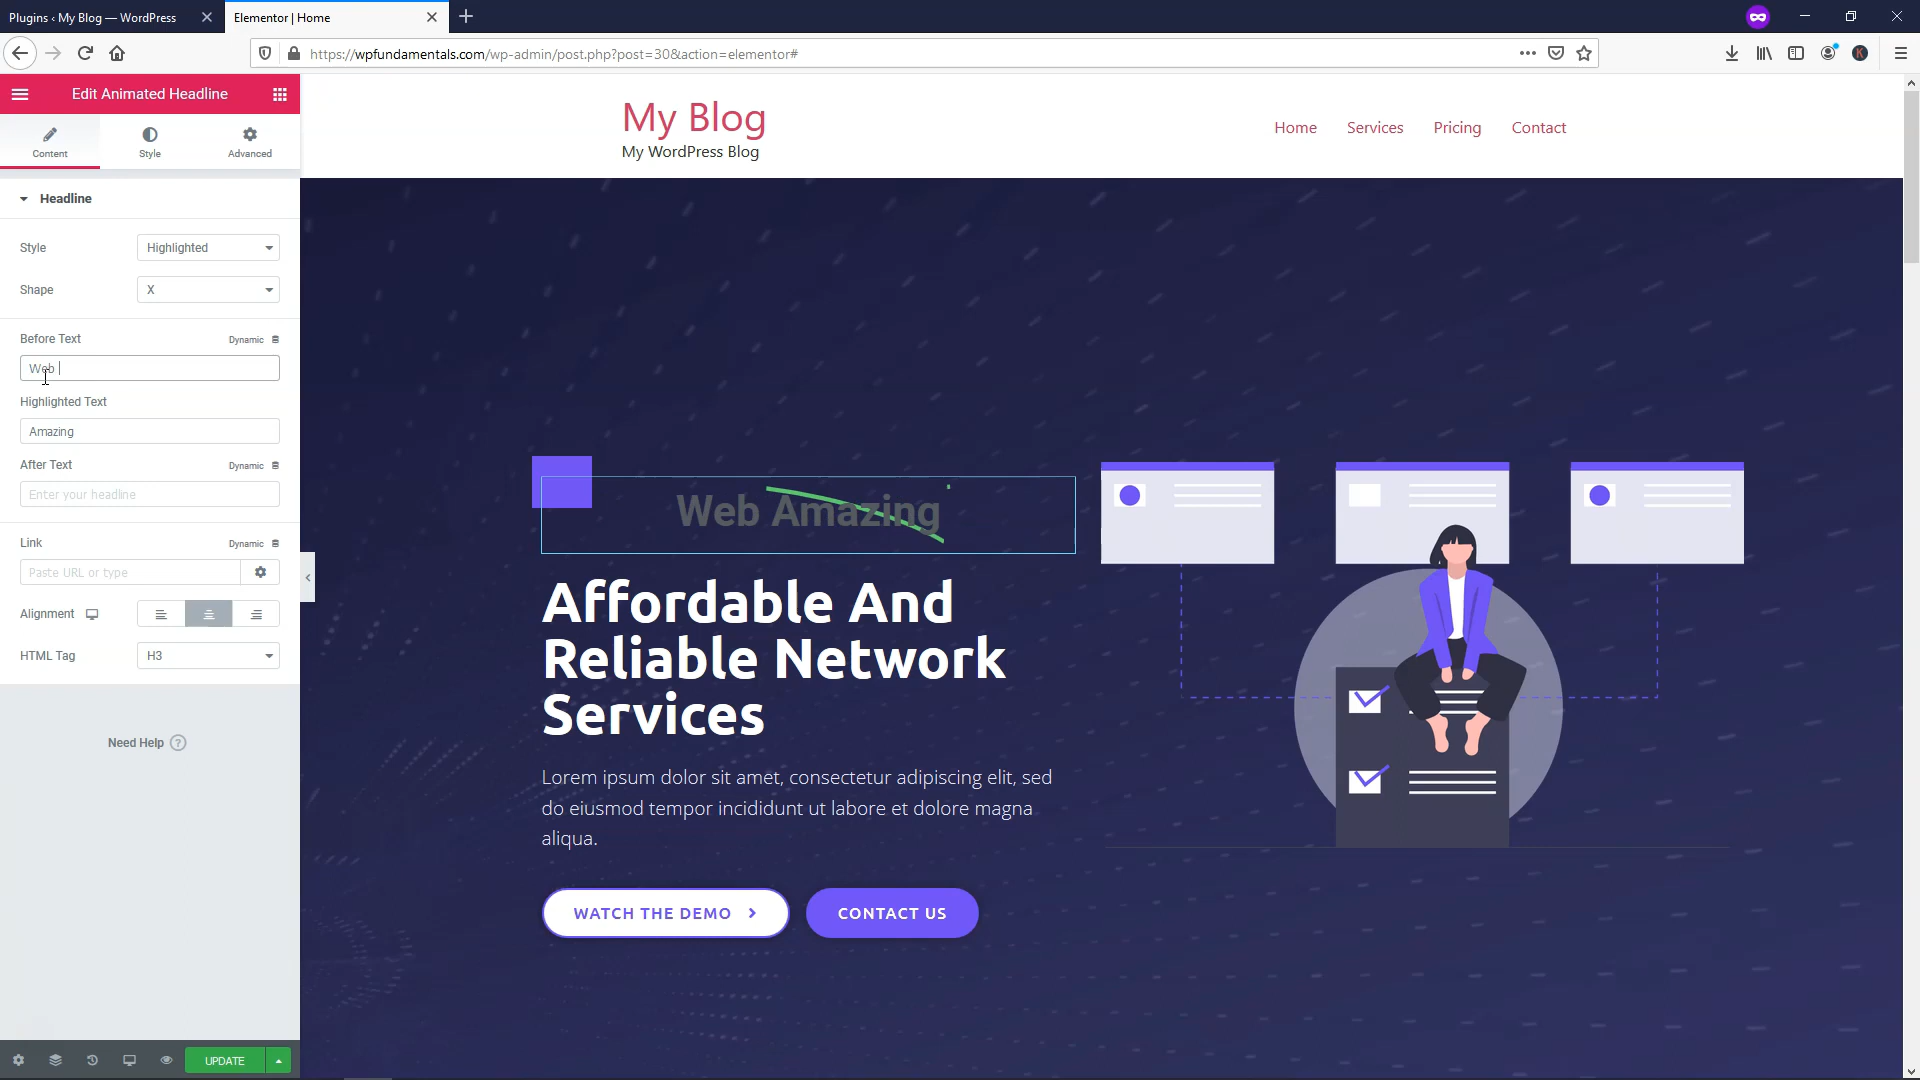 Plugins ‹ My Blog — WordPress
Elementor | Home
https://wpfundamentals.com/wp-admin/post.php?post=30&action=elementor#
K
Edit Animated Headline
Content
Style
Advanced
Headline
Style
Highlighted
Shape
X
Before Text
Dynamic
Web
Highlighted Text
Amazing
After Text
Dynamic
Enter your headline
Link
Dynamic
Paste URL or type
Alignment
HTML Tag
H3
Need Help ?
UPDATE
My Blog
My WordPress Blog
Home
Services
Pricing
Contact
Web Amazing
Affordable And
Reliable Network
Services
Lorem ipsum dolor sit amet, consectetur adipiscing elit, sed
do eiusmod tempor incididunt ut labore et dolore magna
aliqua.
WATCH THE DEMO
CONTACT US